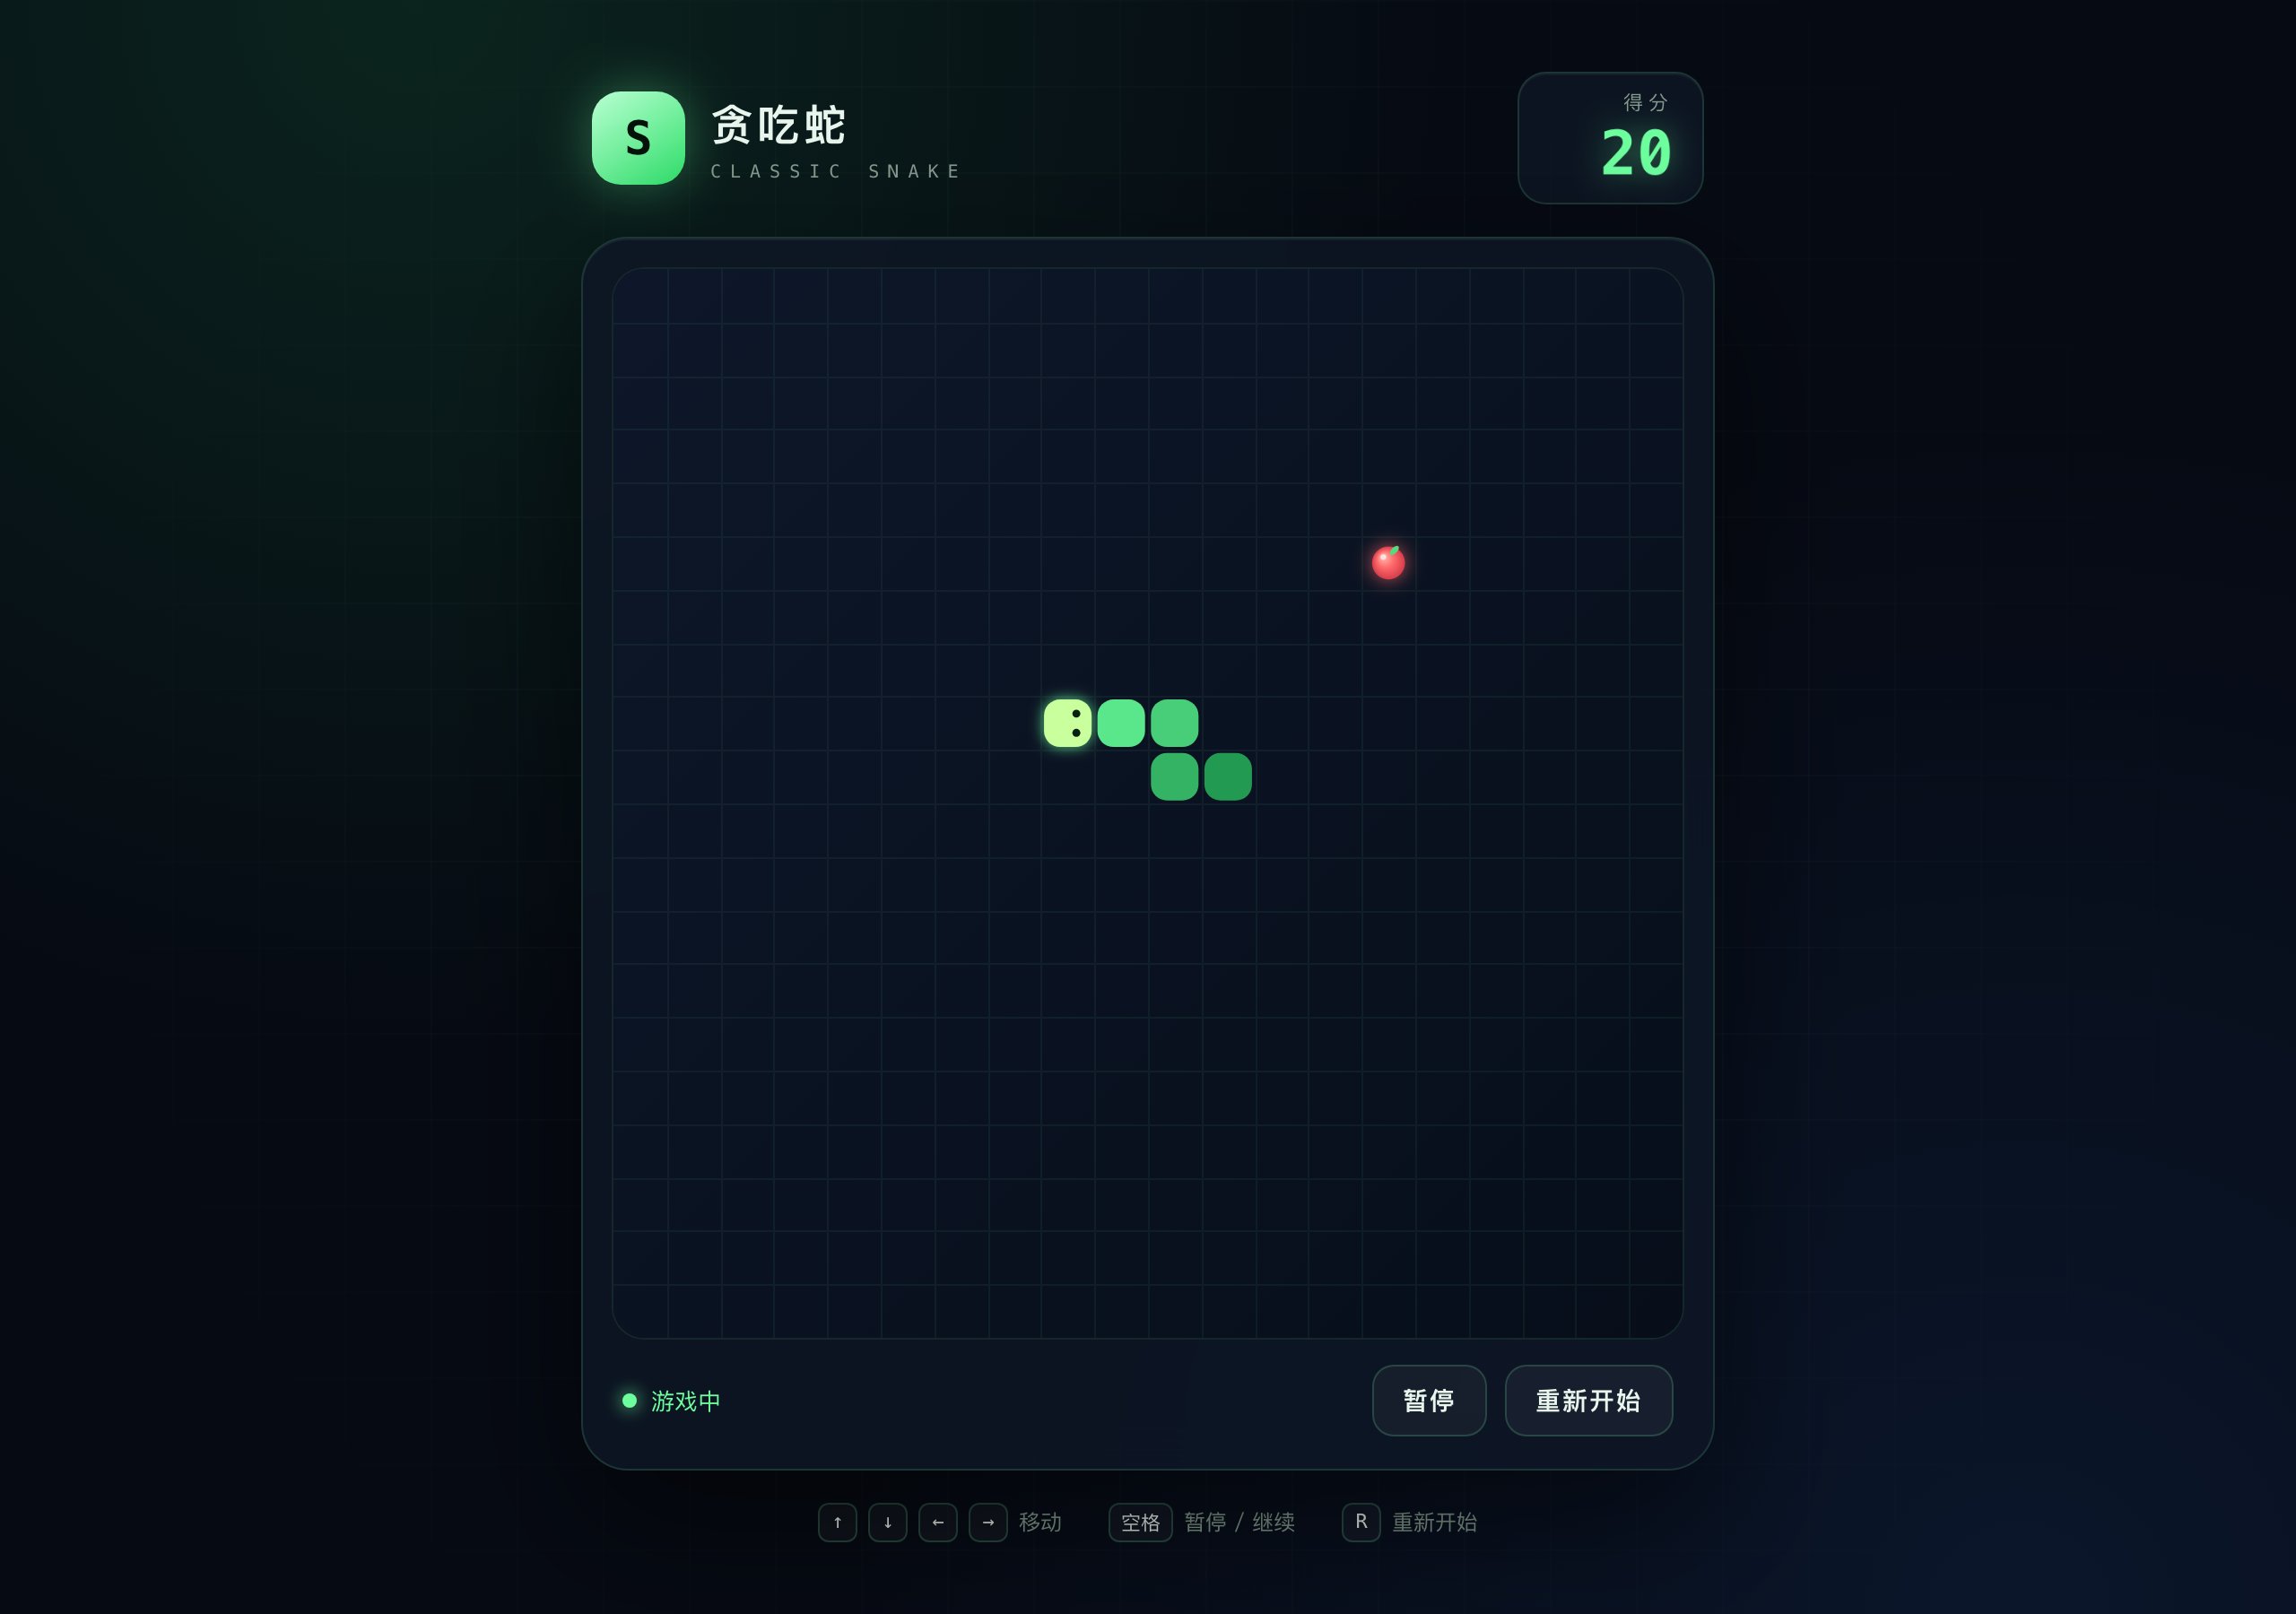 S
贪吃蛇
CLASSIC SNAKE
得分
20
游戏中
暂停
重新开始
↑ ↓ ← → 移动 空格 暂停 / 继续 R 重新开始